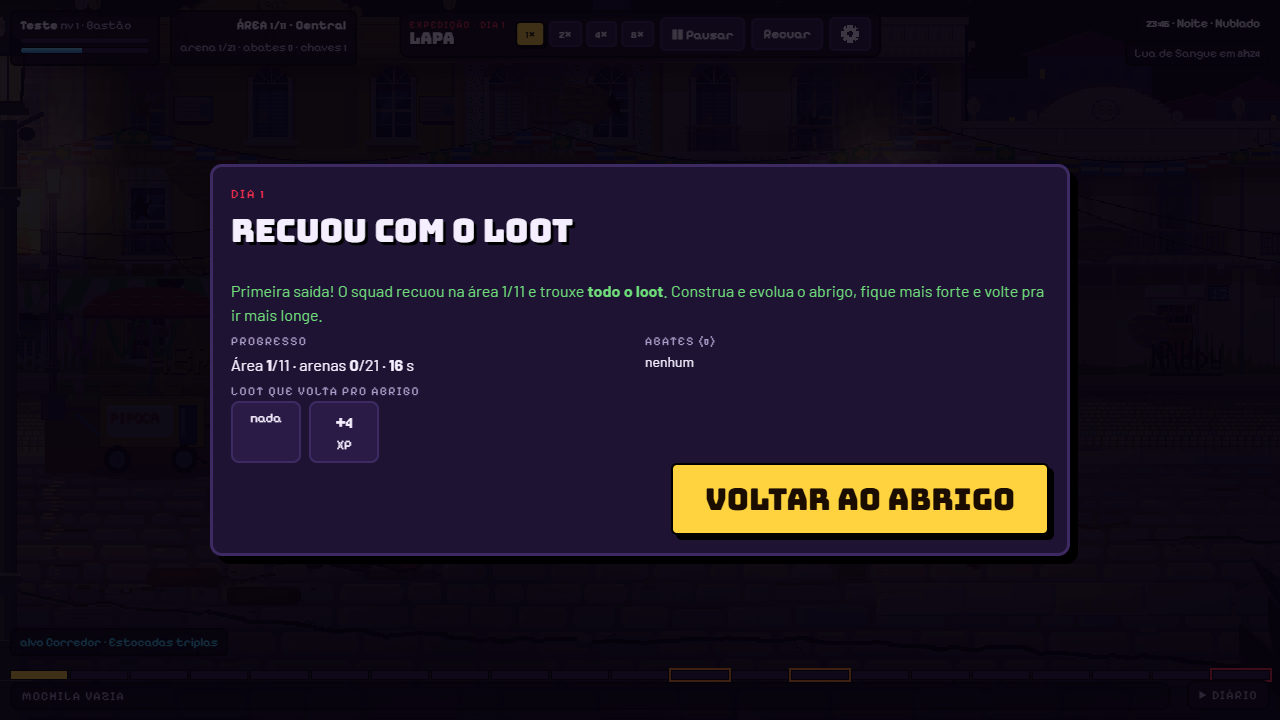 Teste nv1·Bastão
ÁREA 1/11 · Central
arena 1/21 · abates 0 · chaves 1
EXPEDIÇÃO DIA 1
LAPA
1×
2×
4×
8×
Pausar
Recuar
23:46 · Noite · Nublado
Lua de Sangue em 8h24
DIA 1
RECUOU COM O LOOT
Primeira saída! O squad recuou na área 1/11 e trouxe todo o loot. Construa e evolua o abrigo, fique mais forte e volte pra
ir mais longe.
PROGRESSO
Área 1/11 · arenas 0/21 · 16 s
ABATES (0)
nenhum
LOOT QUE VOLTA PRO ABRIGO
nada
+4
XP
VOLTAR AO ABRIGO
PIPOCA
alvo Corredor · Estocadas triplas
MOCHILA VAZIA
▶ DIÁRIO